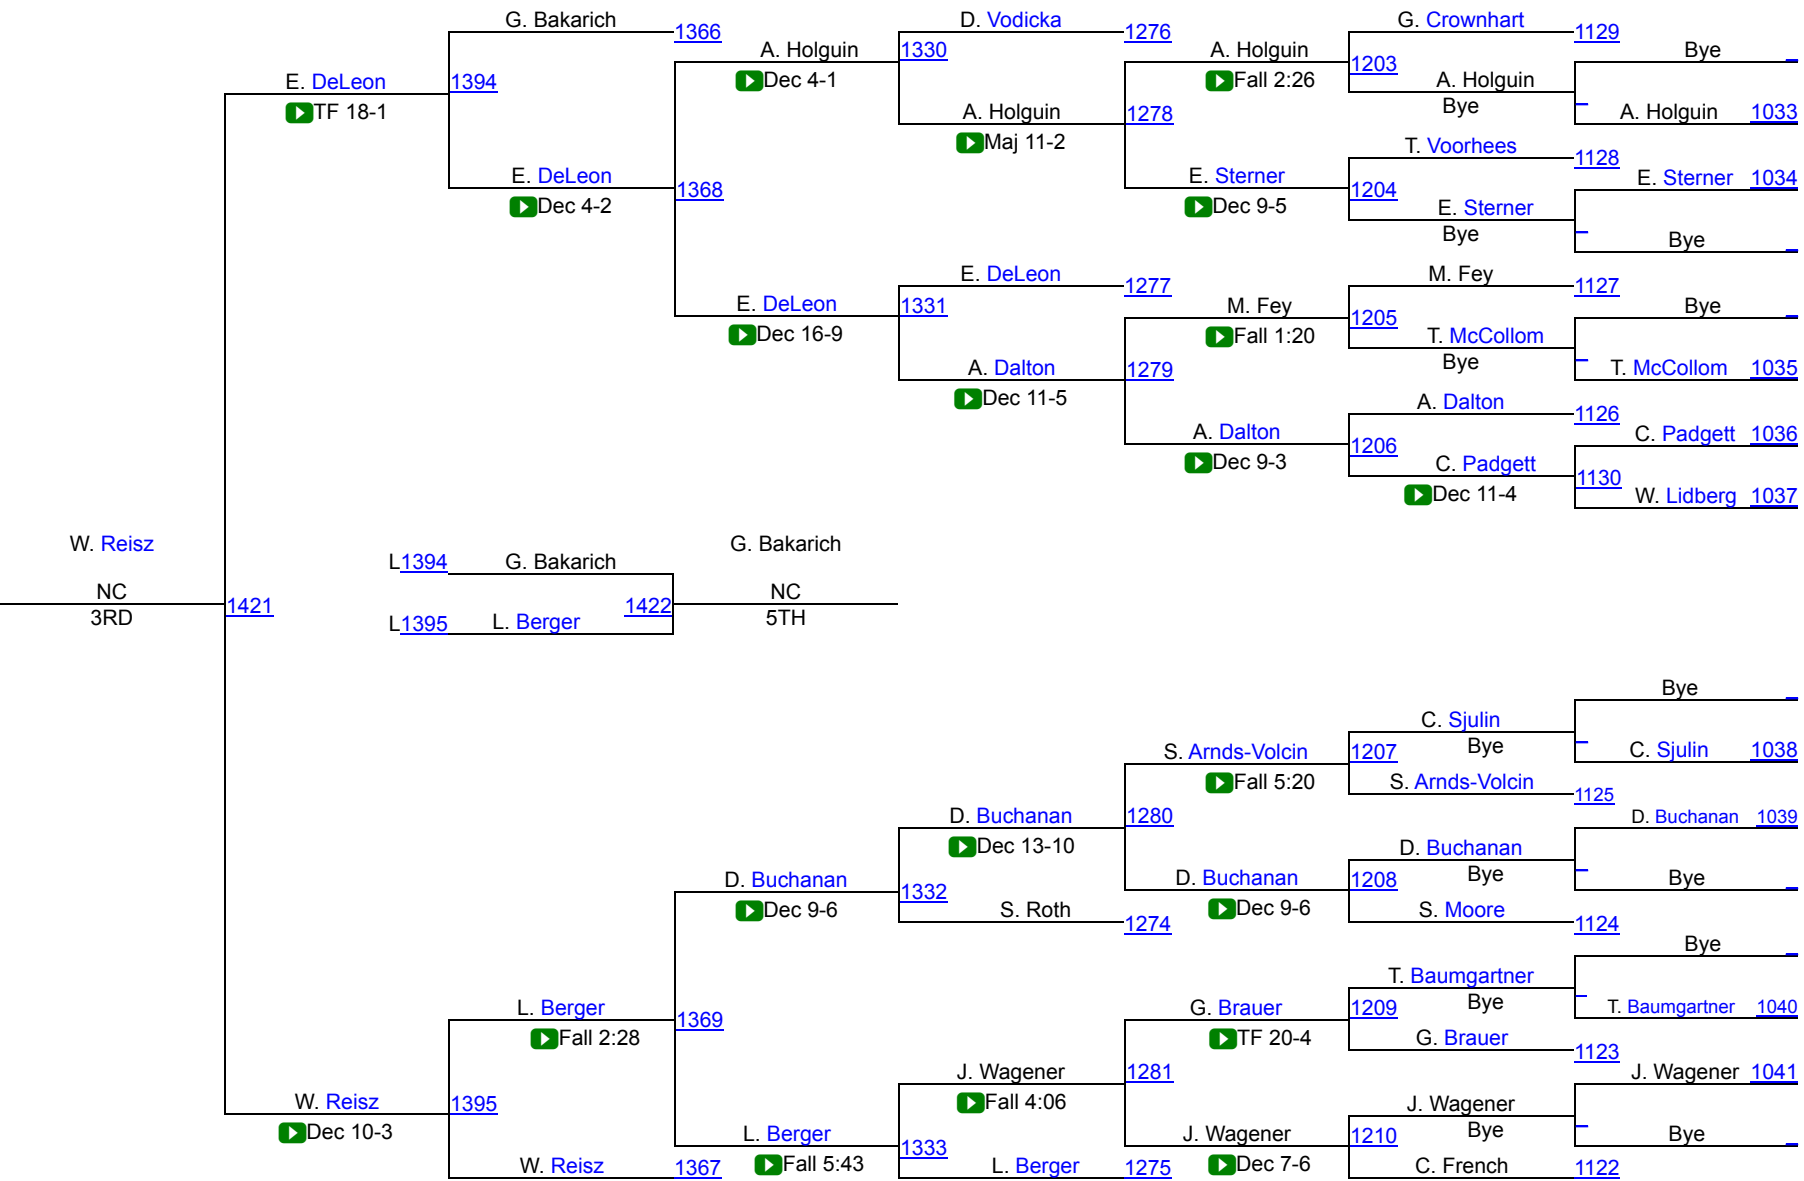 G. Bakarich
1366
D. Vodicka
1276
G. Crownhart
1129
A. Holguin
1330
A. Holguin
Bye
E. DeLeon
1394
Dec 4-1
Fall 2:26
1203
A. Holguin
TF 18-1
A. Holguin
1278
Bye
A. Holguin 1033
Maj 11-2
T. Voorhees
1128
E. DeLeon
1368
E. Sterner
1204
E. Sterner 1034
Dec 4-2
Dec 9-5
E. Sterner
Bye
Bye
E. DeLeon
1277
M. Fey
1127
E. DeLeon
1331
M. Fey
1205
Bye
Dec 16-9
Fall 1:20
T. McCollom
A. Dalton
1279
Bye
T. McCollom 1035
Dec 11-5
A. Dalton
1126
A. Dalton
1206
C. Padgett 1036
Dec 9-3
C. Padgett
1130
Dec 11-4
W. Lidberg 1037
W. Reisz
G. Bakarich
L1394
G. Bakarich
NC
1421
1422
NC
3RD
L1395
L. Berger
5TH
Bye
C. Sjulin
S. Arnds-Volcin
1207
Bye
C. Sjulin 1038
Fall 5:20
S. Arnds-Volcin
1125
D. Buchanan
1280
D. Buchanan 1039
Dec 13-10
D. Buchanan
D. Buchanan
1332
D. Buchanan
1208
Bye
Bye
Dec 9-6
S. Roth
1274
Dec 9-6
S. Moore
1124
Bye
T. Baumgartner
L. Berger
1369
G. Brauer
1209
Bye
T. Baumgartner 1040
Fall 2:28
TF 20-4
G. Brauer
1123
J. Wagener
1281
J. Wagener 1041
W. Reisz
1395
Fall 4:06
J. Wagener
L. Berger
1333
J. Wagener
1210
Bye
Bye
Dec 10-3
W. Reisz
1367
Fall 5:43
L. Berger
1275
Dec 7-6
C. French
1122